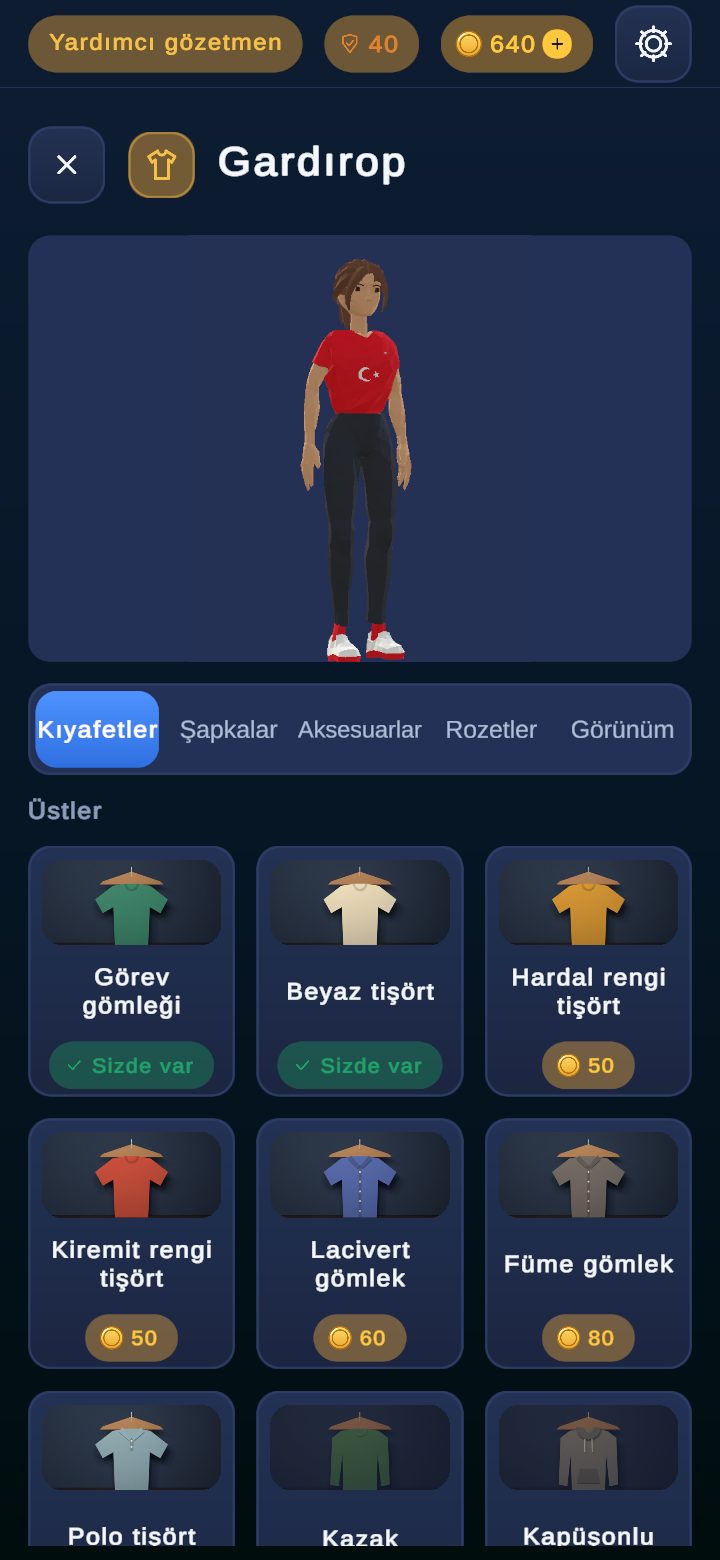 Yardımcı gözetmen
40
640
Gardırop
Kıyafetler
Şapkalar
Aksesuarlar
Rozetler
Görünüm
Üstler
Görev
gömleği
Sizde var
Beyaz tişört
Sizde var
Hardal rengi
tişört
50
Kiremit rengi
tişört
50
Lacivert
gömlek
60
Füme gömlek
80
Polo tişört
Kazak
Kapüşonlu